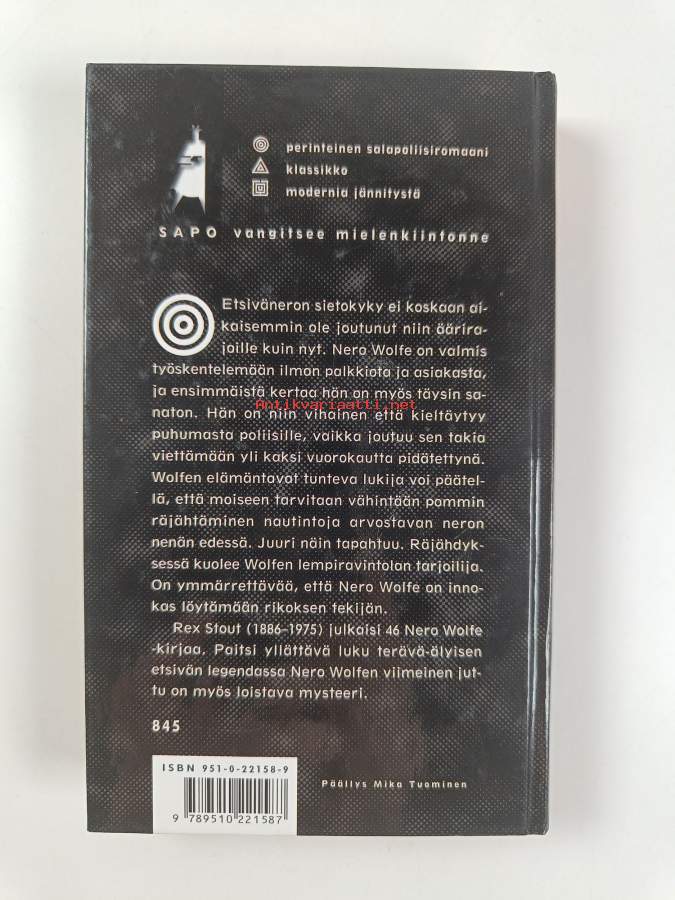 perinteinen salapoliisiromaani
klassikko
modernia jännitystä
SAPO vangitsee mielenkiintonne
Etsiväneron sietokyky ei koskaan ai-
kaisemmin ole joutunut niin äärira-
joille kuin nyt. Nero Wolfe on valmis
työskentelemään ilman palkkiota ja asiakasta,
ja ensimmäistä kertaa hän on myös täysin sa-
naton. Hän on niin vihainen että kieltäytyy
Antikvariaatti.net
puhumasta poliisille, vaikka joutuu sen takia
viettämään yli kaksi vuorokautta pidätettynä.
Wolfen elämäntavat tunteva lukija voi päätel-
lä, että moiseen tarvitaan vähintään pommin
räjähtäminen nautintoja arvostavan neron
nenän edessä. Juuri näin tapahtuu. Räjähdyk-
sessä kuolee Wolfen lempiravintolan tarjoilija.
On ymmärrettävää, että Nero Wolfe on inno-
kas löytämään rikoksen tekijän.
Rex Stout (1886–1975) julkaisi 46 Nero Wolfe
-kirjaa. Paitsi yllättävä luku terävä-älyisen
etsivän legendassa Nero Wolfen viimeinen jut-
tu on myös loistava mysteeri.
845
ISBN 951-0-22158-9
9 789510 221587
Päällys Mika Tuominen